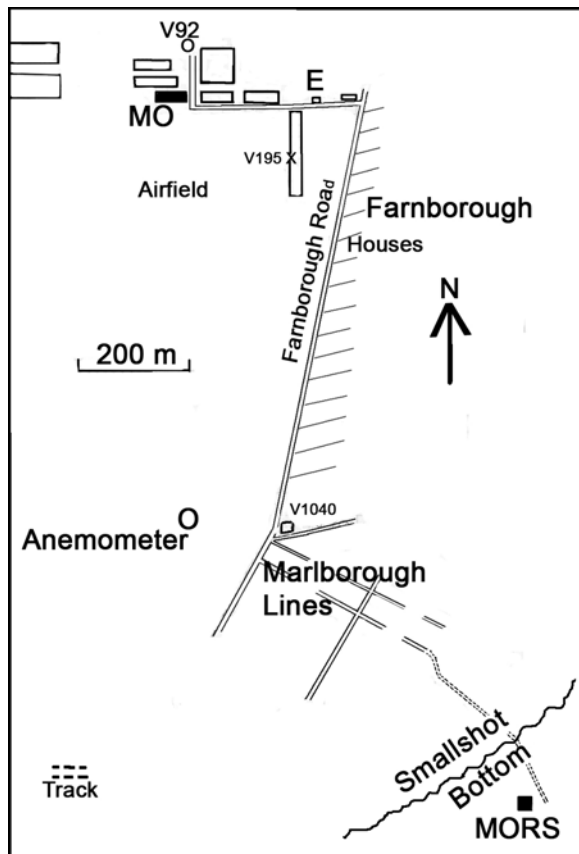 V92
O
E
MO
V195 X
Airfield
Farnborough
Houses
Farnborough Road
N
200 m
V1040
O
Anemometer
Marlborough
Lines
Smallshot
Bottom
Track
MORS